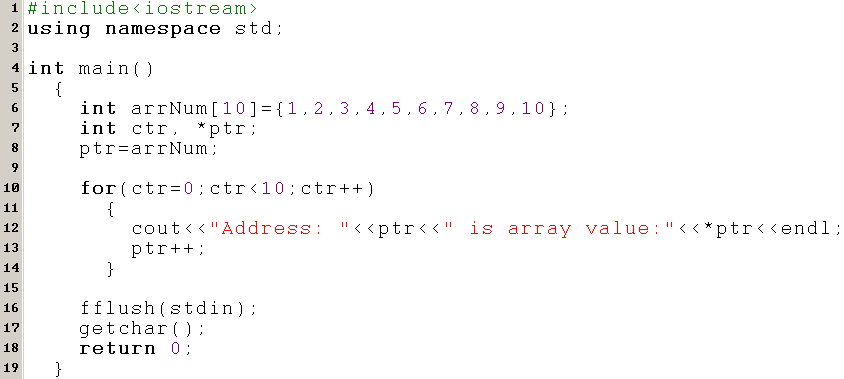 1 #include<iostream>
2 using namespace std;
3
4 int main()
5 {
6 int arrNum[10]={1,2,3,4,5,6,7,8,9,10};
7 int ctr, *ptr;
8 ptr=arrNum;
9
10 for(ctr=0;ctr<10;ctr++)
11 {
12 cout<<"Address: "<<ptr<<" is array value:"<<*ptr<<endl;
13 ptr++;
14 }
15
16 fflush(stdin);
17 getchar();
18 return 0;
19 }